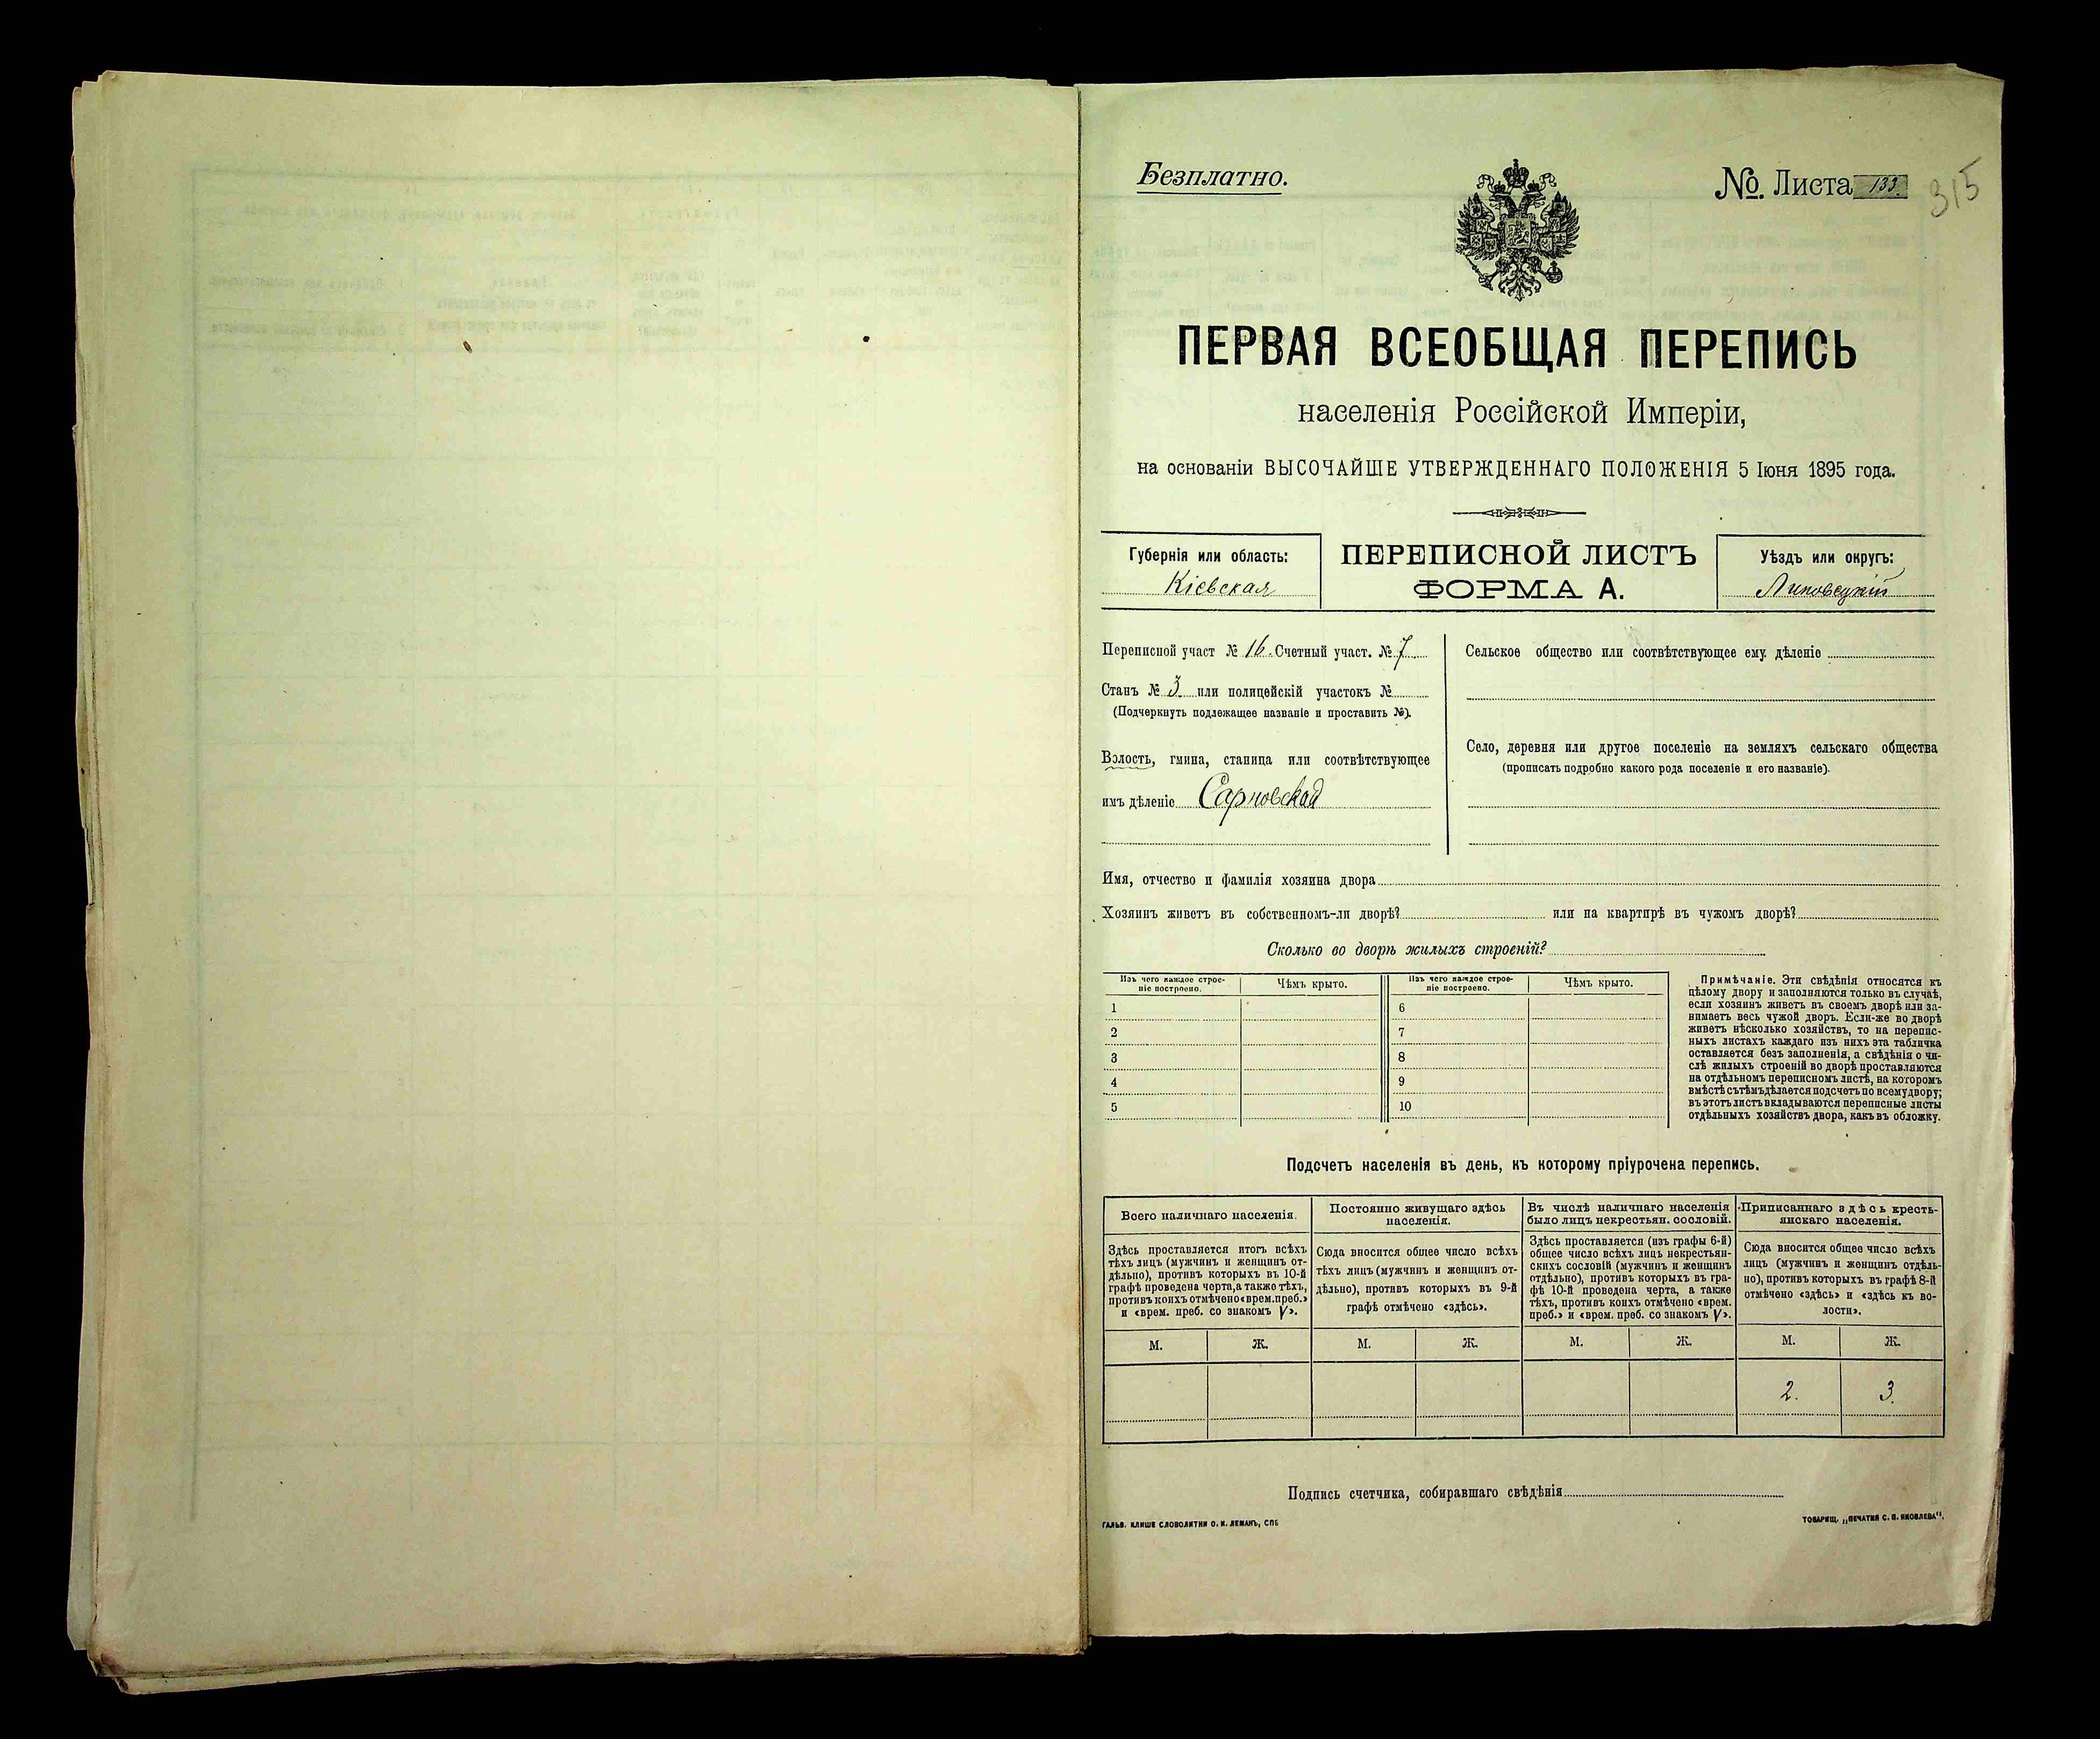 Безплатно.
№. Листа 133.
315
ПЕРВАЯ ВСЕОБЩАЯ ПЕРЕПИСЬ
населенія Россійской Имперіи,
на основаніи ВЫСОЧАЙШЕ УТВЕРЖДЕННАГО ПОЛОЖЕНІЯ 5 Іюня 1895 года.
Губернія или область:
Кіевская
ПЕРЕПИСНОЙ ЛИСТЪ
ФОРМА А.
Уѣздъ или округъ:
Липовецкій
Переписной участ № 16. Счетный участ. № 7
Станъ № 3 или полицейскій участокъ №
(Подчеркнуть подлежащее названіе и проставить №).
Волость, гмина, станица или соотвѣтствующее
имъ дѣленіе Сарновская
Сельское общество или соотвѣтствующее ему дѣленіе
Село, деревня или другое поселеніе на земляхъ сельскаго общества
(прописать подробно какого рода поселеніе и его названіе).
Имя, отчество и фамилія хозяина двора
Хозяинъ живетъ въ собственномъ-ли дворѣ? или на квартирѣ въ чужомъ дворѣ?
Сколько во дворѣ жилыхъ строеній?
Изъ чего каждое строе-
ніе построено.
Чѣмъ крыто.
Изъ чего каждое строе-
ніе построено.
Чѣмъ крыто.
1
2
3
4
5
6
7
8
9
10
Примѣчаніе. Эти свѣдѣнія относятся къ
цѣлому двору и заполняются только въ случаѣ,
если хозяинъ живетъ въ своемъ дворѣ или за-
нимаетъ весь чужой дворъ. Если-же во дворѣ
живетъ нѣсколько хозяйствъ, то на перепис-
ныхъ листахъ каждаго изъ нихъ эта табличка
оставляется безъ заполненія, а свѣдѣнія о чи-
слѣ жилыхъ строеній во дворѣ проставляются
на отдѣльномъ переписномъ листѣ, на которомъ
вмѣстѣ съ тѣмъ дѣлается подсчетъ по всему двору;
въ этотъ листъ вкладываются переписные листы
отдѣльныхъ хозяйствъ двора, какъ въ обложку.
Подсчетъ населенія въ день, къ которому пріурочена перепись.
Всего наличнаго населенія.
Здѣсь проставляется итогъ всѣхъ
тѣхъ лицъ (мужчинъ и женщинъ от-
дѣльно), противъ которыхъ въ 10-й
графѣ проведена черта, а также тѣхъ,
противъ коихъ отмѣчено «врем. преб.»
и «врем. преб. со знакомъ V».
Постоянно живущаго здѣсь
населенія.
Сюда вносится общее число всѣхъ
тѣхъ лицъ (мужчинъ и женщинъ от-
дѣльно), противъ которыхъ въ 9-й
графѣ отмѣчено «здѣсь».
Въ числѣ наличнаго населенія
было лицъ некрестьян. сословій.
Здѣсь проставляется (изъ графы 6-й)
общее число всѣхъ лицъ некрестьян-
скихъ сословій (мужчинъ и женщинъ
отдѣльно), противъ которыхъ въ гра-
фѣ 10-й проведена черта, а также
тѣхъ, противъ коихъ отмѣчено «врем.
преб.» и «врем. преб. со знакомъ V».
Приписаннаго здѣсь кресть-
янскаго населенія.
Сюда вносится общее число всѣхъ
лицъ (мужчинъ и женщинъ отдѣль-
но), противъ которыхъ въ графѣ 8-й
отмѣчено «здѣсь» и «здѣсь къ во-
лости».
М. Ж. М. Ж. М. Ж. М. Ж.
2. 3.
Подпись счетчика, собиравшаго свѣдѣнія
ГАЛЬВ. КЛИШЕ СЛОВОЛИТНИ О. И. ЛЕМАНЪ, СПБ
ТОВАРИЩ. „ПЕЧАТНЯ С. П. ЯКОВЛЕВА".